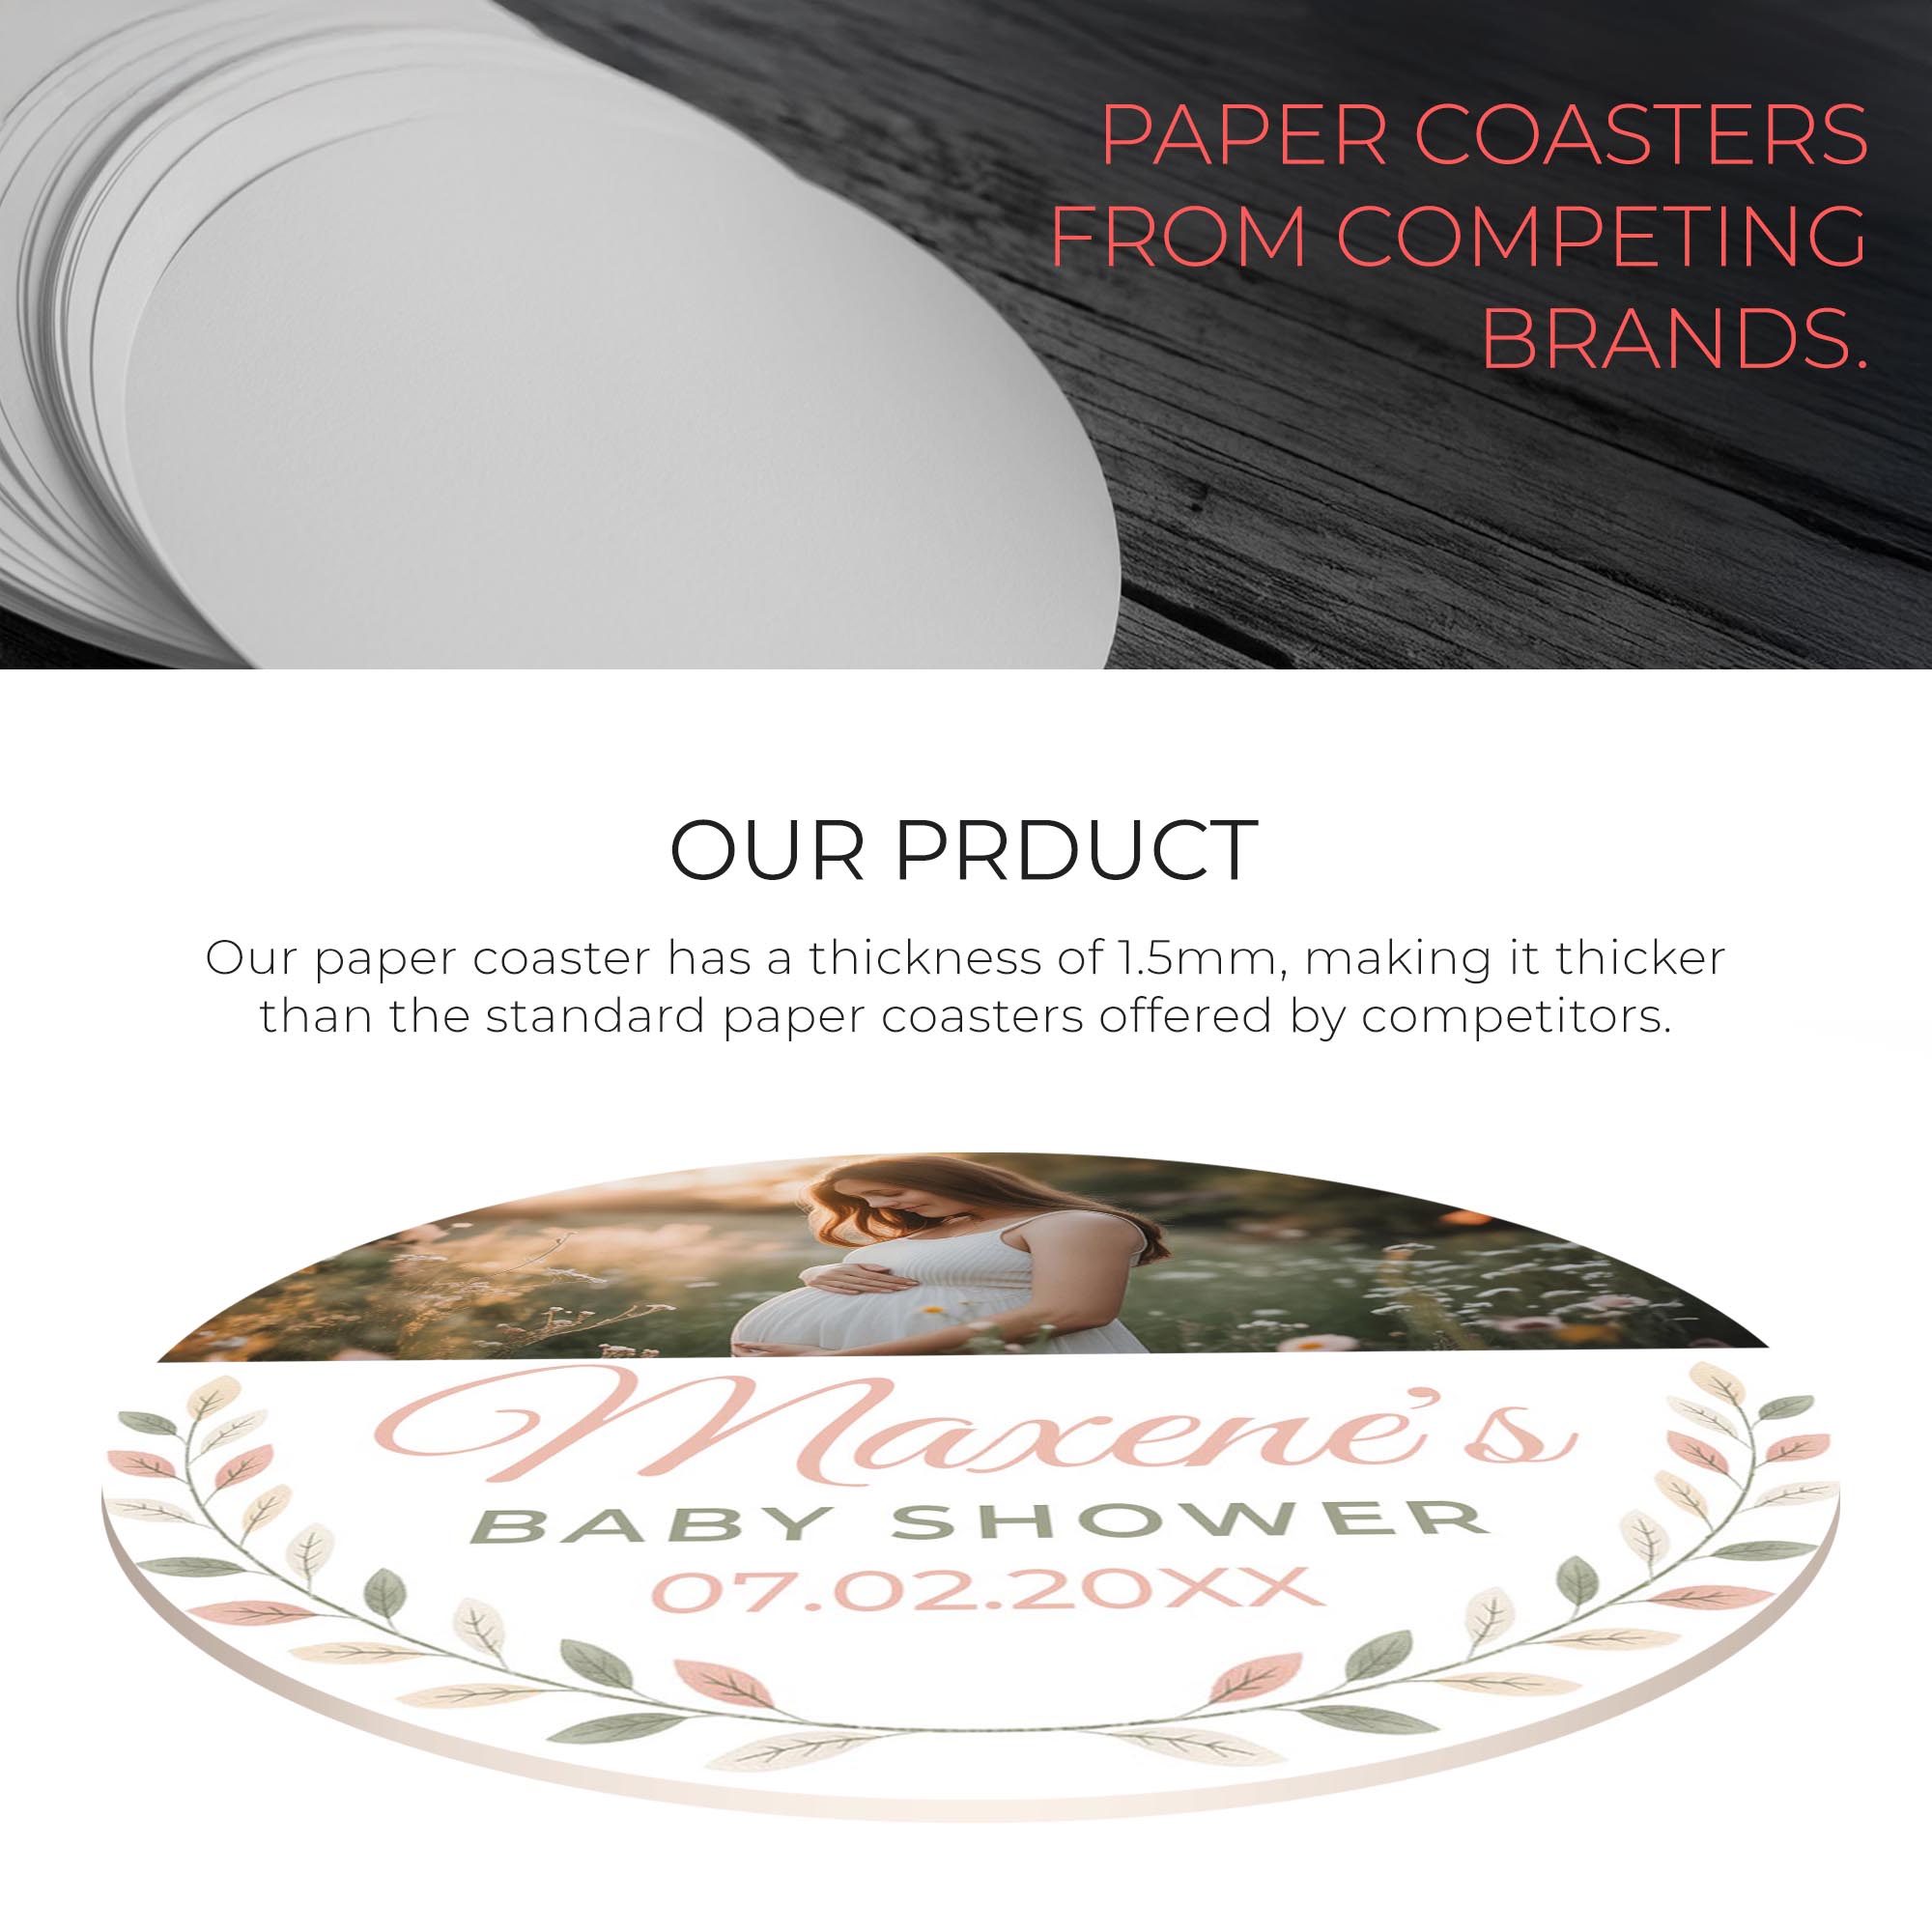 PAPER COASTERS
FROM COMPETING
BRANDS.
OUR PRDUCT
Our paper coaster has a thickness of 1.5mm, making it thicker
than the standard paper coasters offered by competitors.
Maxene's
BABY SHOWER
07.02.20XX